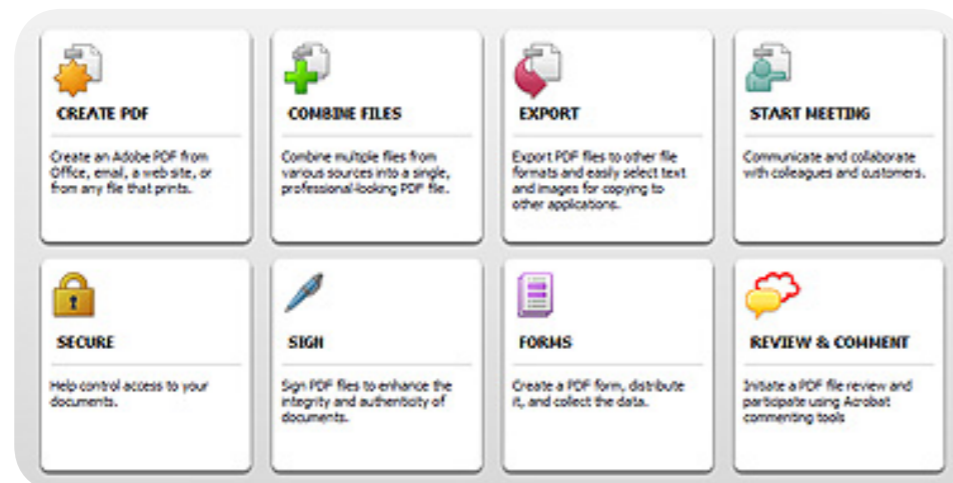 CREATE PDF
Create an Adobe PDF from
Office, email, a web site, or
from any file that prints.
COMBINE FILES
Combine multiple files from
various sources into a single,
professional-looking PDF file.
EXPORT
Export PDF files to other file
formats and easily select text
and images for copying to
other applications.
START MEETING
Communicate and collaborate
with colleagues and customers.
SECURE
Help control access to your
documents.
SIGN
Sign PDF files to enhance the
integrity and authenticity of
documents.
FORMS
Create a PDF form, distribute
it, and collect the data.
REVIEW & COMMENT
Initiate a PDF file review and
participate using Acrobat
commenting tools